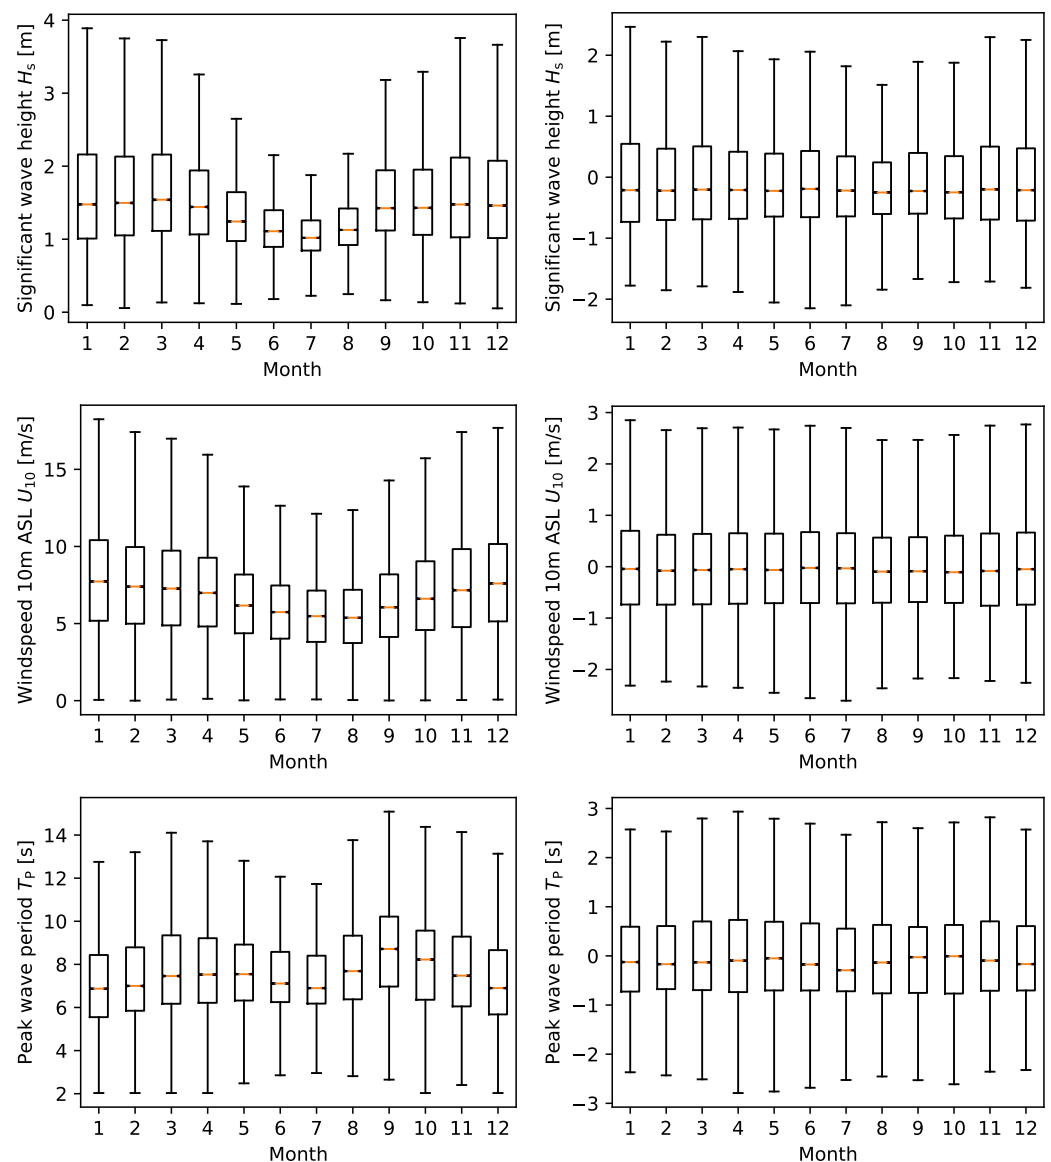 Significant wave height Hs [m]
4
3
2
1
0
1 2 3 4 5 6 7 8 9 10 11 12
Month
Significant wave height Hs [m]
2
1
0
−1
−2
1 2 3 4 5 6 7 8 9 10 11 12
Month
Windspeed 10m ASL U10 [m/s]
15
10
5
0
1 2 3 4 5 6 7 8 9 10 11 12
Month
Windspeed 10m ASL U10 [m/s]
3
2
1
0
−1
−2
1 2 3 4 5 6 7 8 9 10 11 12
Month
Peak wave period TP [s]
14
12
10
8
6
4
2
1 2 3 4 5 6 7 8 9 10 11 12
Month
Peak wave period TP [s]
3
2
1
0
−1
−2
−3
1 2 3 4 5 6 7 8 9 10 11 12
Month